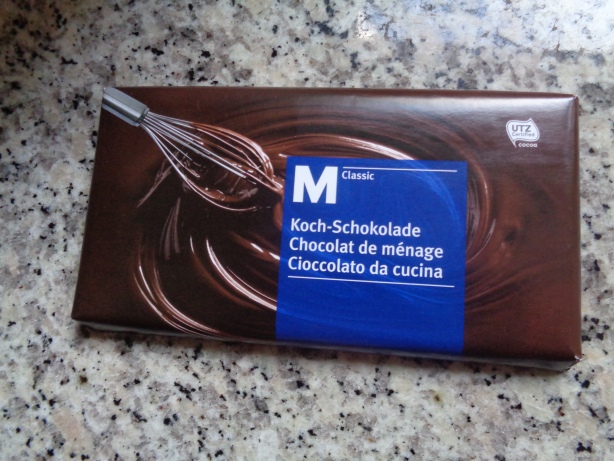 UTZ
Certified
cocoa
M Classic
Koch-Schokolade
Chocolat de ménage
Cioccolato da cucina